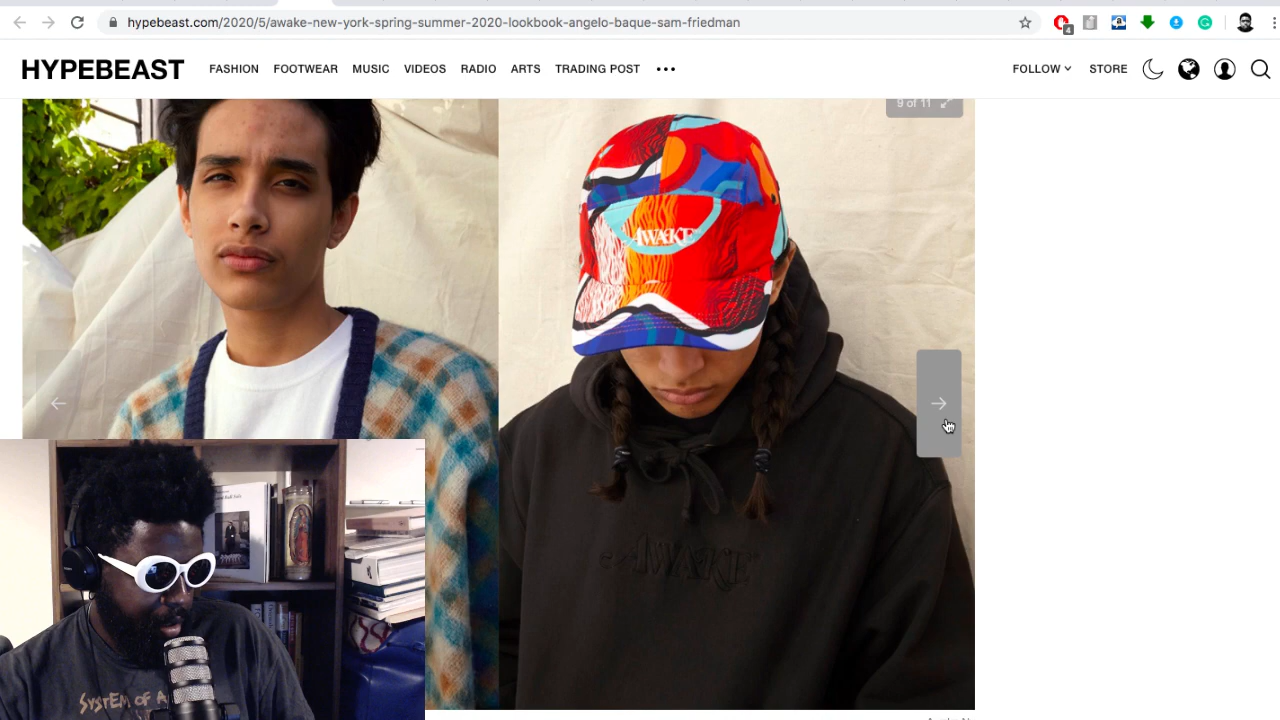 hypebeast.com/2020/5/awake-new-york-spring-summer-2020-lookbook-angelo-baque-sam-friedman
4
HYPEBEAST FASHION FOOTWEAR MUSIC VIDEOS RADIO ARTS TRADING POST FOLLOW STORE
9 of 11
AWAKE
AWAKE
SYSTEM OF A